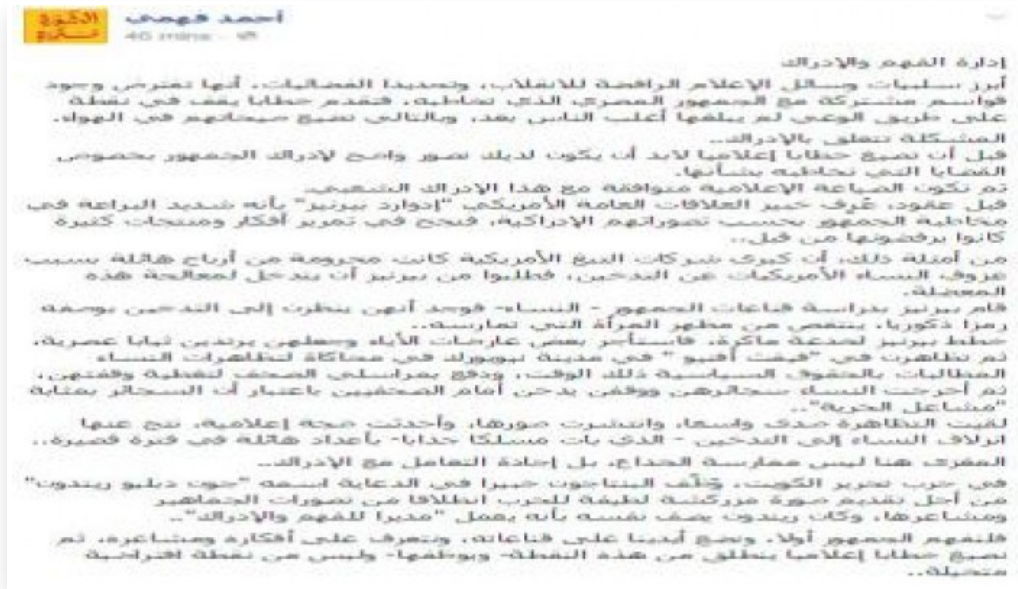 أحمد فهمي
46 mins
إدارة الفهم والإدراك
أبرز سلبيات وسائل الإعلام الرافضة للانقلاب، وتحديدا الفضائيات، أنها تفترض وجود
قواسم مشتركة مع الجمهور المصري الذي تخاطبه، فتقدم خطابا يقف في نقطة
على طريق الوعي لم يبلغها أغلب الناس بعد، وبالتالي تضيع صيحاتهم في الهواء.
المشكلة تتعلق بالإدراك..
قبل أن تصيغ خطابا إعلاميا لابد أن يكون لديك تصور واضح لإدراك الجمهور بخصوص
القضايا التي تخاطبه بشأنها.
ثم تكون الصياغة الإعلامية متوافقة مع هذا الإدراك الشعبي.
قبل عقود، عُرف خبير العلاقات العامة الأمريكي "إدوارد بيرنيز" بأنه شديد البراعة في
مخاطبة الجمهور بحسب تصوراتهم الإدراكية، فنجح في تمرير أفكار ومنتجات كثيرة
كانوا يرفضونها من قبل..
من أمثلة ذلك، أن كبرى شركات التبغ الأمريكية كانت محرومة من أرباح هائلة بسبب
عزوف النساء الأمريكيات عن التدخين، فطلبوا من بيرنيز أن يتدخل لمعالجة هذه
المعضلة.
قام بيرنيز بدراسة قناعات الجمهور - النساء- فوجد أنهن ينظرن إلى التدخين بوصفه
رمزا ذكوريا، ينتقص من مظهر المرأة التي تمارسه..
خطط بيرنيز لخدعة ماكرة، فاستأجر بعض عارضات الأزياء وجعلهن يرتدين ثيابا عصرية،
ثم تظاهرن في "فيفث أفنيو " في مدينة نيويورك في محاكاة لتظاهرات النساء
المطالبات بالحقوق السياسية ذلك الوقت، ودفع بمراسلي الصحف لتغطية وقفتهن،
ثم أخرجت النساء سجائرهن ووقفن يدخن أمام الصحفيين باعتبار أن السجائر بمثابة
"مشاعل الحرية"..
لقيت التظاهرة صدى واسعا، وانتشرت صورها، وأحدثت ضجة إعلامية، نتج عنها
انزلاف النساء إلى التدخين - الذي بات مسلكا جذابا- بأعداد هائلة في فترة قصيرة..
المغزى هنا ليس ممارسة الخداع، بل إجادة التعامل مع الإدراك..
في حرب تحرير الكويت، كلّف البنتاجون خبيرا في الدعاية اسمه "جون دبليو ريندون"
من أجل تقديم صورة مزركشة لطيفة للحرب انطلاقا من تصورات الجماهير
ومشاعرها، وكان ريندون يصف نفسه بأنه يعمل "مديرا للفهم والإدراك"..
فلنفهم الجمهور أولا، ونضع أيدينا على قناعاته، ونتعرف على أفكاره ومشاعره، ثم
نصيغ خطابا إعلاميا ينطلق من هذه النقطة- ويوظفها- وليس من نقطة افتراضية
متخيلة..